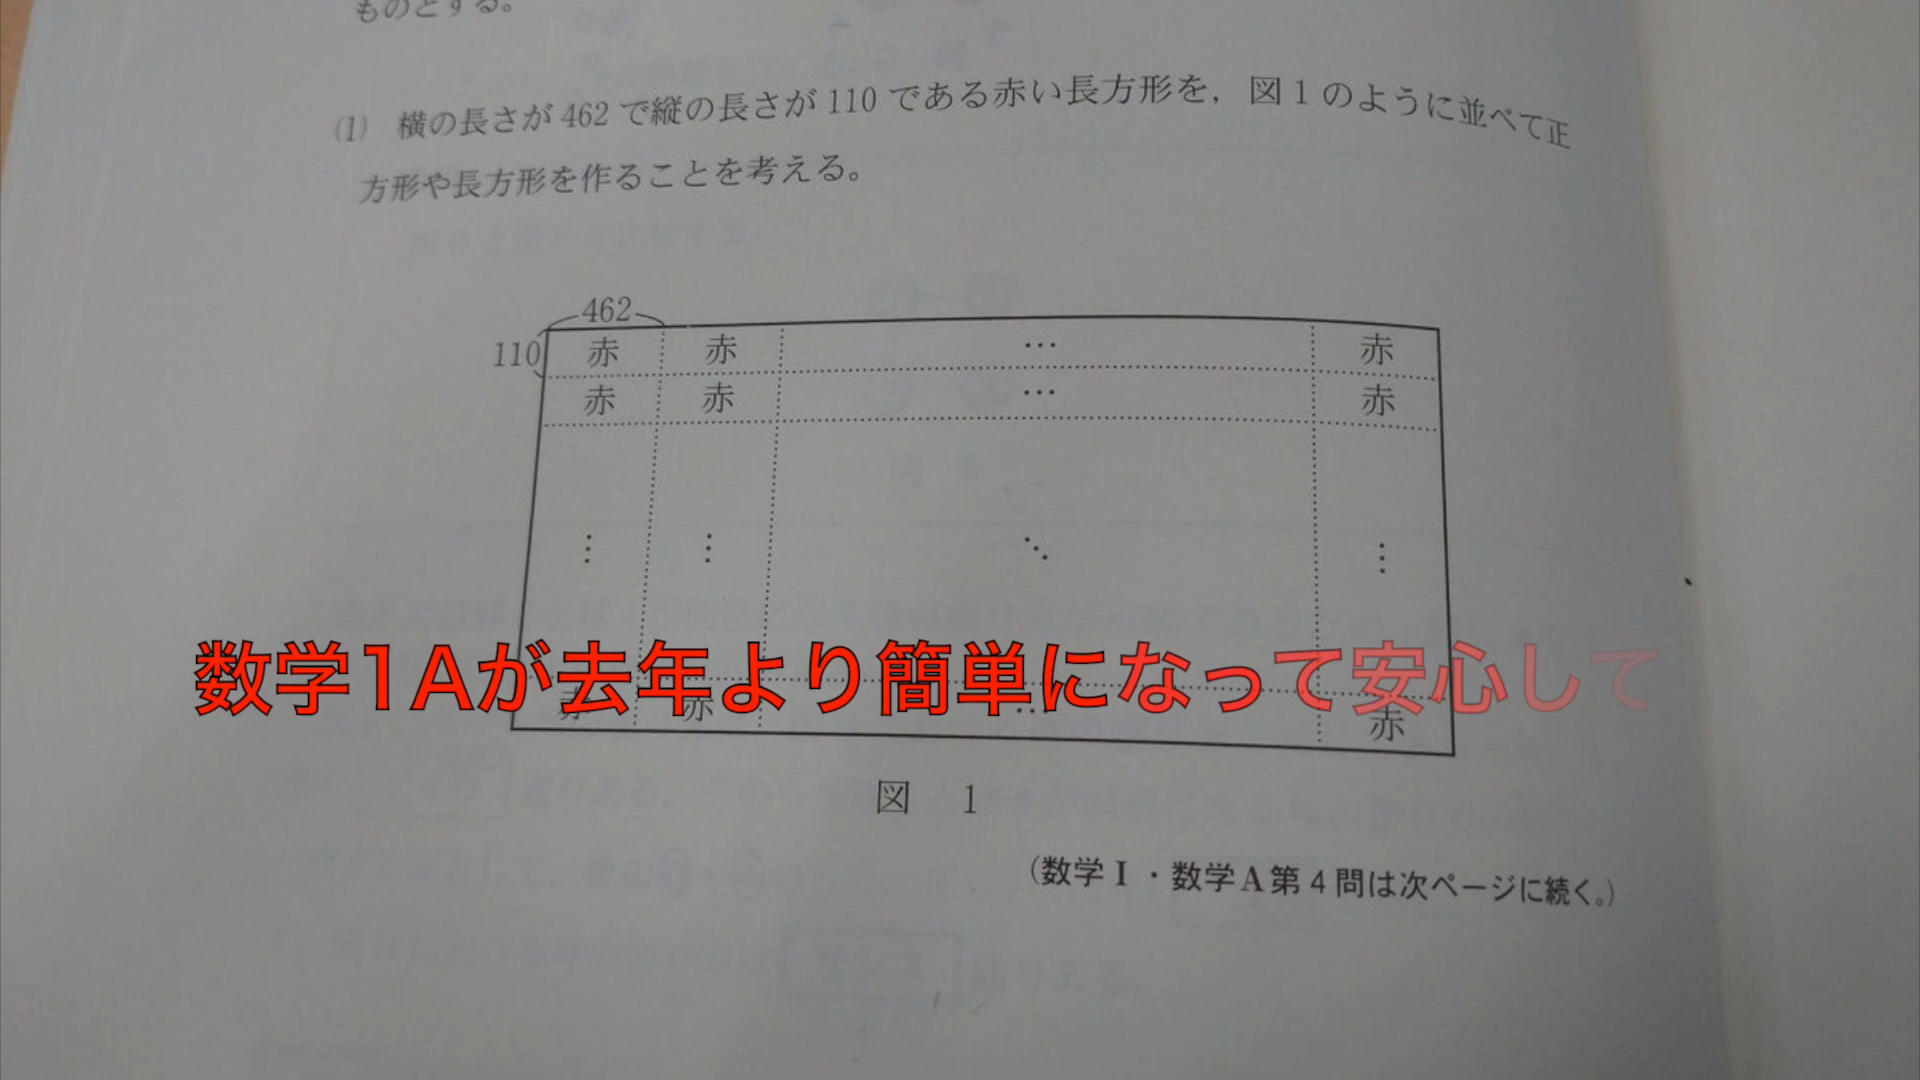 ものとする。
(1) 横の長さが 462 で縦の長さが 110 である赤い長方形を，図 1 のように並べて正
方形や長方形を作ることを考える。
462
110 赤 赤 … 赤
赤 赤 … 赤
⋮ ⋮ ⋱ ⋮
数学1Aが去年より簡単になって安心して
赤 赤 … 赤
図 1
(数学 I ・数学 A 第 4 問は次ページに続く。)